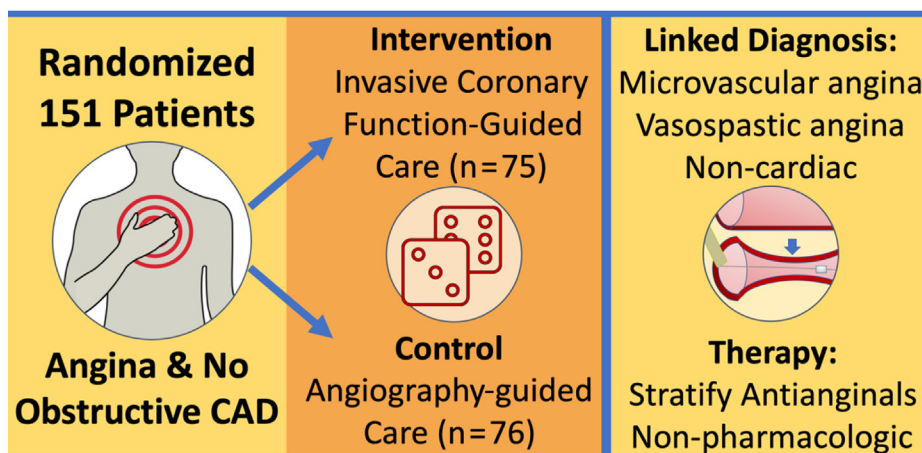 Randomized
151 Patients
Angina & No
Obstructive CAD
Intervention
Invasive Coronary
Function-Guided
Care (n=75)
Control
Angiography-guided
Care (n=76)
Linked Diagnosis:
Microvascular angina
Vasospastic angina
Non-cardiac
Therapy:
Stratify Antianginals
Non-pharmacologic